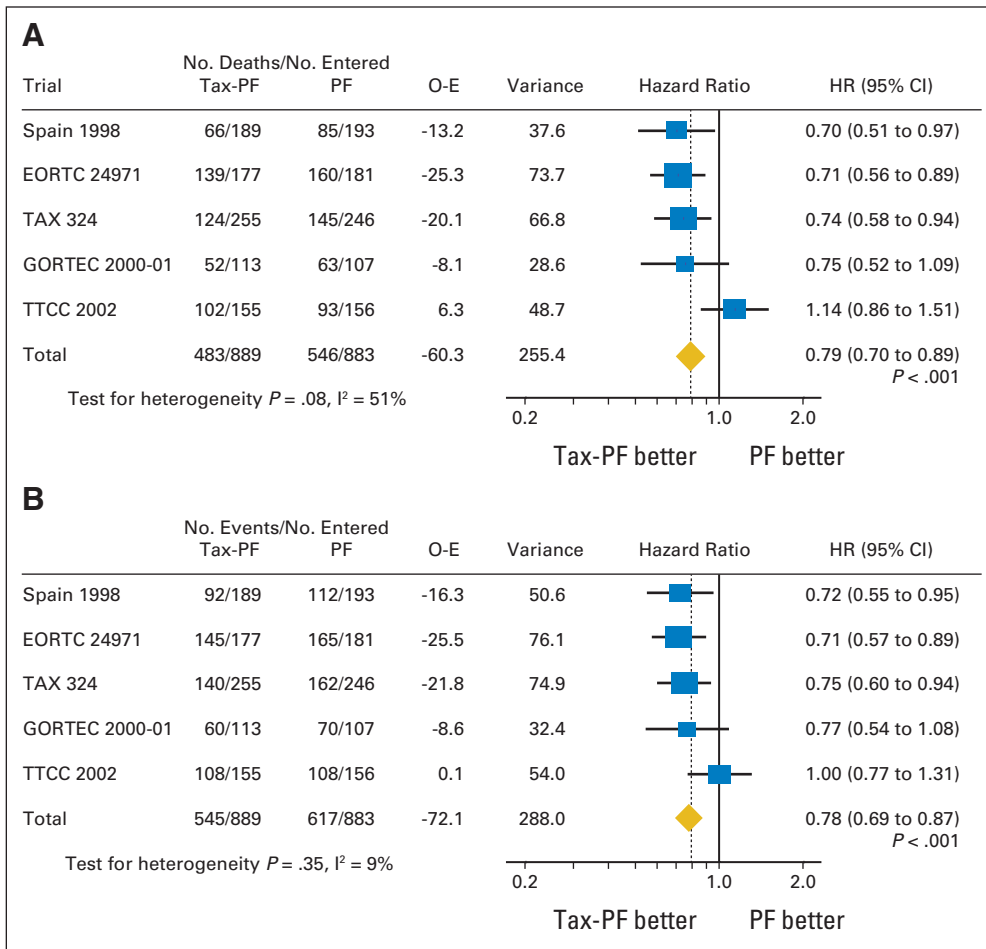 A
No. Deaths/No. Entered
Trial Tax-PF PF O-E Variance Hazard Ratio HR (95% CI)
Spain 1998 66/189 85/193 -13.2 37.6 0.70 (0.51 to 0.97)
EORTC 24971 139/177 160/181 -25.3 73.7 0.71 (0.56 to 0.89)
TAX 324 124/255 145/246 -20.1 66.8 0.74 (0.58 to 0.94)
GORTEC 2000-01 52/113 63/107 -8.1 28.6 0.75 (0.52 to 1.09)
TTCC 2002 102/155 93/156 6.3 48.7 1.14 (0.86 to 1.51)
Total 483/889 546/883 -60.3 255.4 0.79 (0.70 to 0.89)
P < .001
Test for heterogeneity P = .08, I² = 51%
0.2 1.0 2.0
Tax-PF better PF better
B
No. Events/No. Entered
Tax-PF PF O-E Variance Hazard Ratio HR (95% CI)
Spain 1998 92/189 112/193 -16.3 50.6 0.72 (0.55 to 0.95)
EORTC 24971 145/177 165/181 -25.5 76.1 0.71 (0.57 to 0.89)
TAX 324 140/255 162/246 -21.8 74.9 0.75 (0.60 to 0.94)
GORTEC 2000-01 60/113 70/107 -8.6 32.4 0.77 (0.54 to 1.08)
TTCC 2002 108/155 108/156 0.1 54.0 1.00 (0.77 to 1.31)
Total 545/889 617/883 -72.1 288.0 0.78 (0.69 to 0.87)
P < .001
Test for heterogeneity P = .35, I² = 9%
0.2 1.0 2.0
Tax-PF better PF better